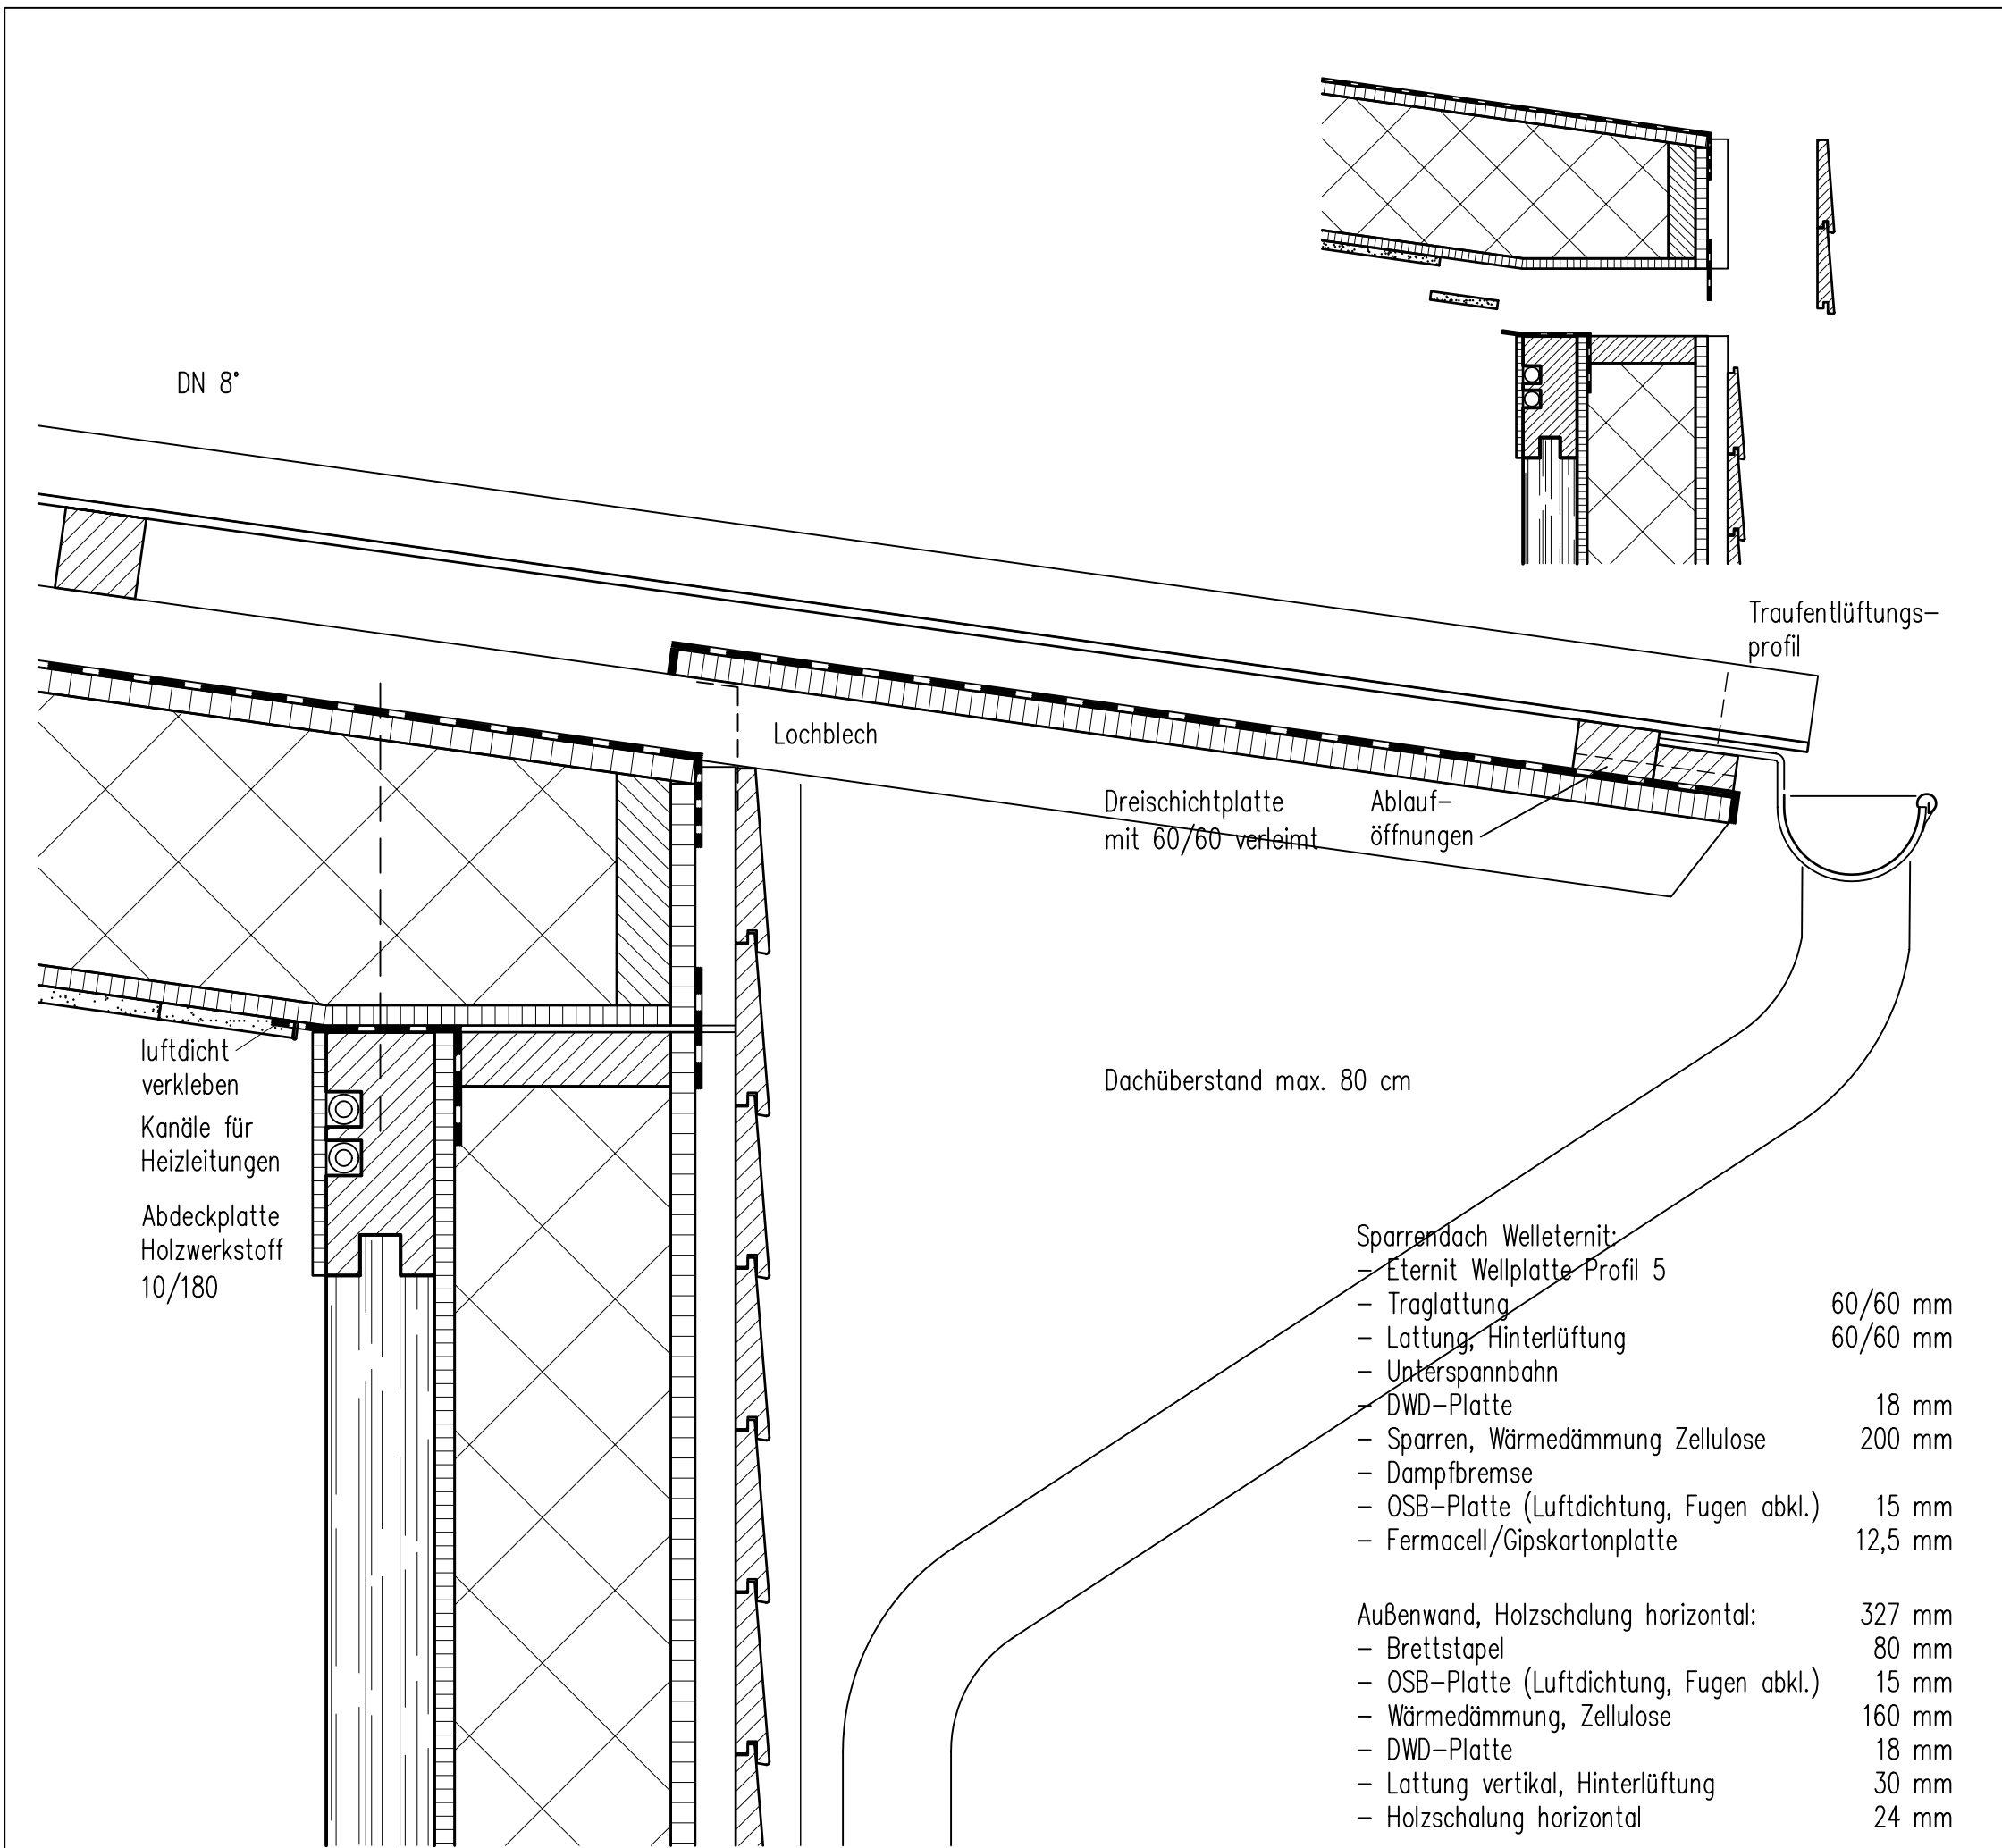 DN 8°
Traufentlüftungs–
profil
Lochblech
Dreischichtplatte
mit 60/60 verleimt
Ablauf–
öffnungen
luftdicht
verkleben
Kanäle für
Heizleitungen
Abdeckplatte
Holzwerkstoff
10/180
Dachüberstand max. 80 cm
Sparrendach Welleternit:
– Eternit Wellplatte Profil 5
– Traglattung 60/60 mm
– Lattung, Hinterlüftung 60/60 mm
– Unterspannbahn
– DWD–Platte 18 mm
– Sparren, Wärmedämmung Zellulose 200 mm
– Dampfbremse
– OSB–Platte (Luftdichtung, Fugen abkl.) 15 mm
– Fermacell/Gipskartonplatte 12,5 mm
Außenwand, Holzschalung horizontal: 327 mm
– Brettstapel 80 mm
– OSB–Platte (Luftdichtung, Fugen abkl.) 15 mm
– Wärmedämmung, Zellulose 160 mm
– DWD–Platte 18 mm
– Lattung vertikal, Hinterlüftung 30 mm
– Holzschalung horizontal 24 mm